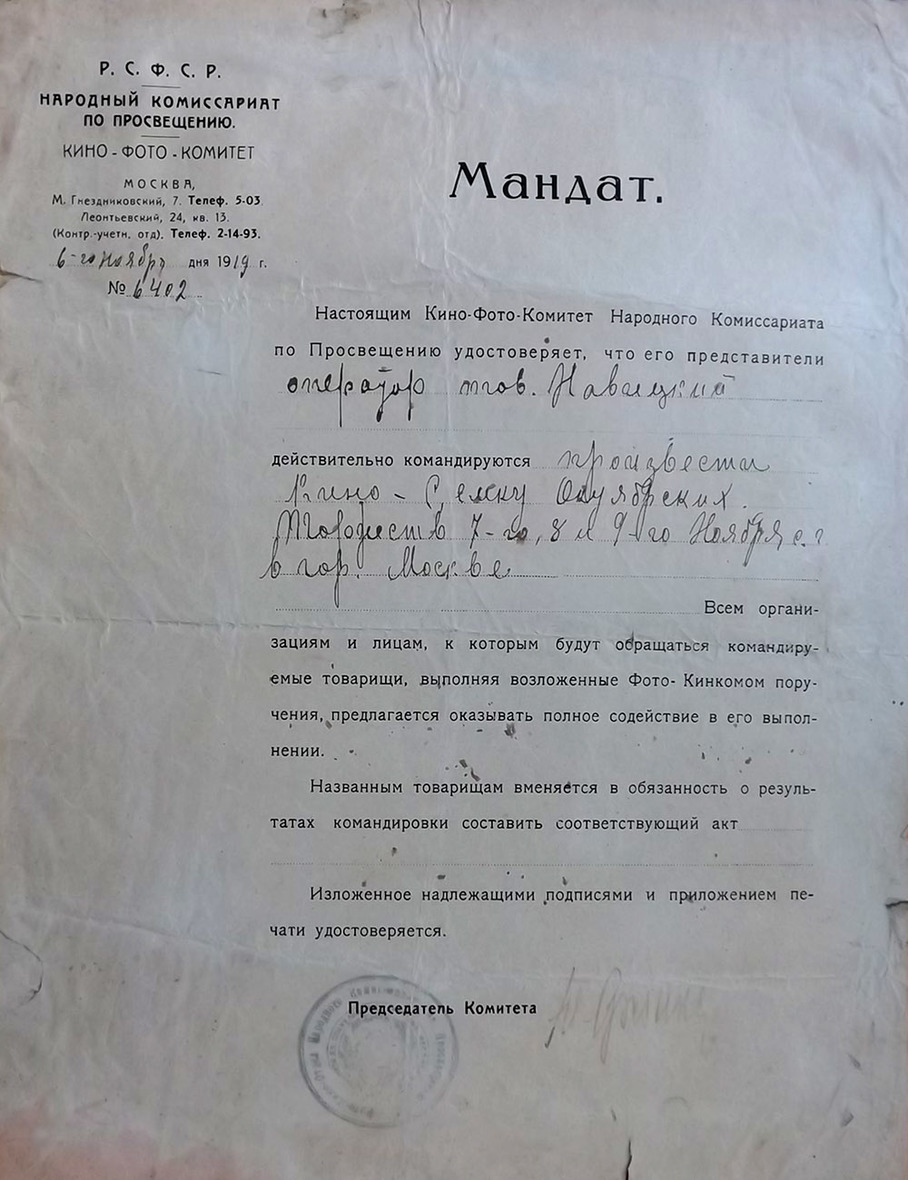 Р. С. Ф. С. Р.
НАРОДНЫЙ КОМИССАРИАТ
ПО ПРОСВЕЩЕНИЮ.
КИНО - ФОТО - КОМИТЕТ
МОСКВА,
М. Гнездниковский, 7. Телеф. 5-03.
Леонтьевский, 24, кв. 13.
(Контр.-учетн. отд). Телеф. 2-14-93.
6-го Ноября дня 1919 г.
№ 6402
Мандат.
Настоящим Кино-Фото-Комитет Народного Комиссариата
по Просвещению удостоверяет, что его представители
оператор тов. Новицкий
действительно командируются произвести
Кино - Съемку Октябрьских
Торжеств 7-го, 8 и 9-го Ноября с. г
в гор. Москве
Всем органи-
зациям и лицам, к которым будут обращаться командиру-
емые товарищи, выполняя возложенные Фото- Кинкомом пору-
чения, предлагается оказывать полное содействие в его выпол-
нении.
Названным товарищам вменяется в обязанность о резуль-
татах командировки составить соответствующий акт
Изложенное надлежащими подписями и приложением пе-
чати удостоверяется.
Председатель Комитета